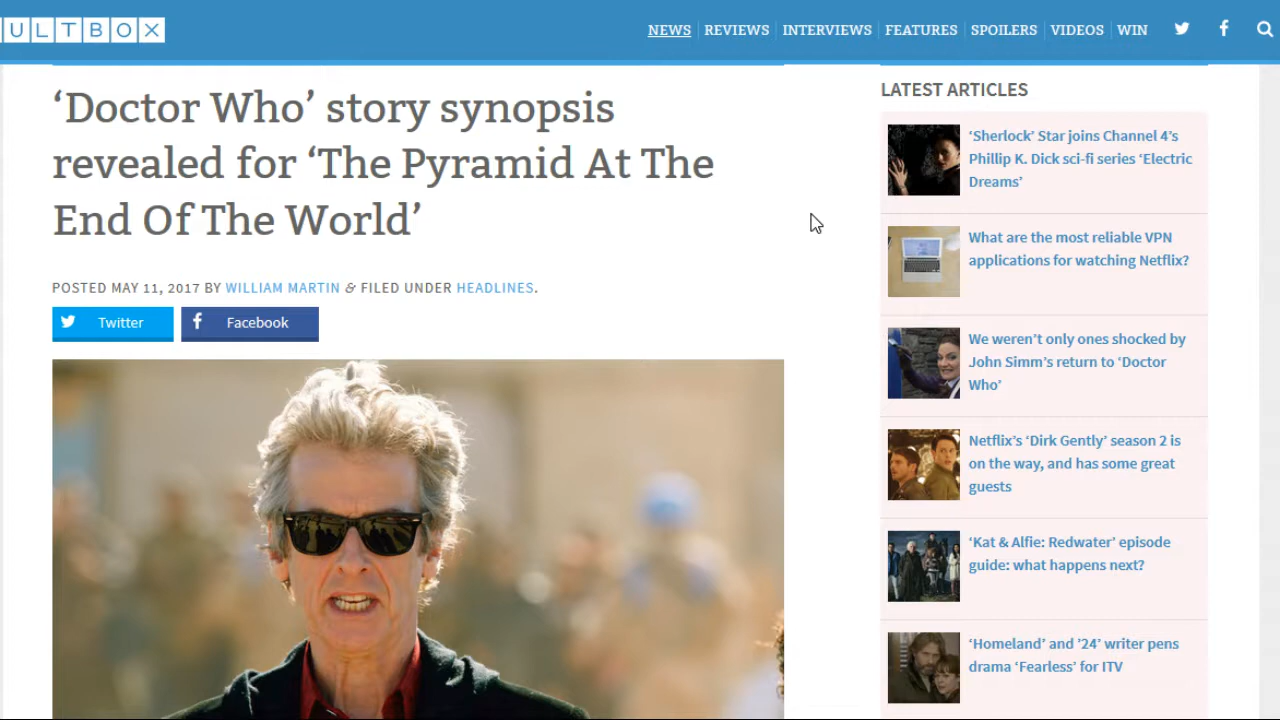 ULTBOX
NEWS REVIEWS INTERVIEWS FEATURES SPOILERS VIDEOS WIN
‘Doctor Who’ story synopsis
revealed for ‘The Pyramid At The
End Of The World’
POSTED MAY 11, 2017 BY WILLIAM MARTIN & FILED UNDER HEADLINES.
Twitter Facebook
LATEST ARTICLES
‘Sherlock’ Star joins Channel 4’s
Phillip K. Dick sci-fi series ‘Electric
Dreams’
What are the most reliable VPN
applications for watching Netflix?
We weren’t only ones shocked by
John Simm’s return to ‘Doctor
Who’
Netflix’s ‘Dirk Gently’ season 2 is
on the way, and has some great
guests
‘Kat & Alfie: Redwater’ episode
guide: what happens next?
‘Homeland’ and ’24’ writer pens
drama ‘Fearless’ for ITV